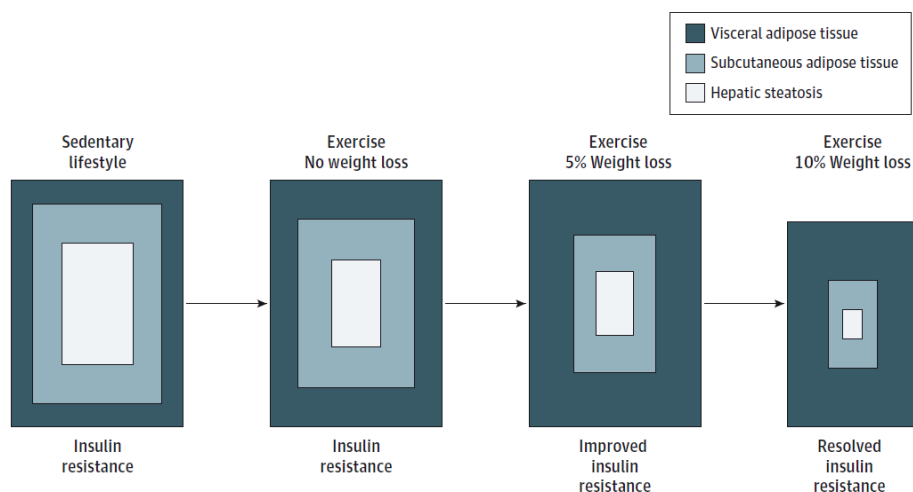 Visceral adipose tissue
Subcutaneous adipose tissue
Hepatic steatosis
Sedentary
lifestyle
Exercise
No weight loss
Exercise
5% Weight loss
Exercise
10% Weight loss
Insulin
resistance
Insulin
resistance
Improved
insulin
resistance
Resolved
insulin
resistance